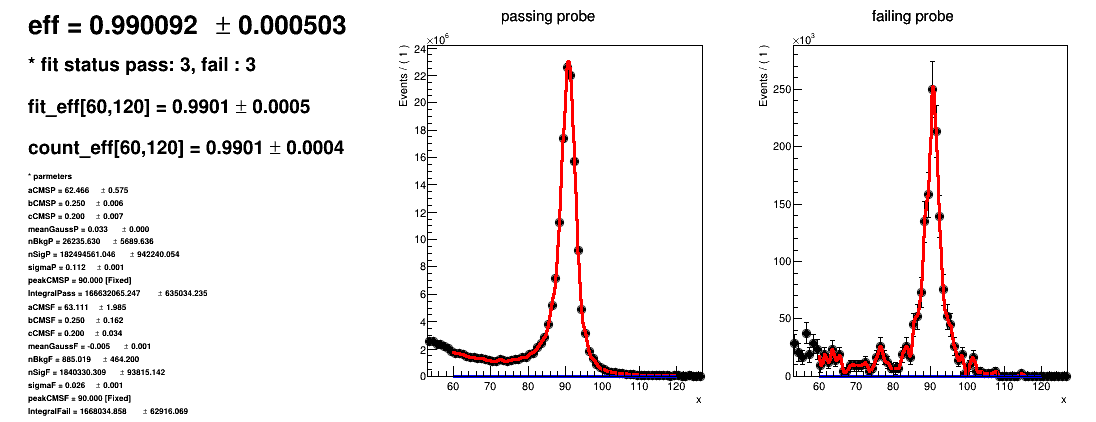 eff = 0.990092 ± 0.000503
* fit status pass: 3, fail : 3
fit_eff[60,120] = 0.9901 ± 0.0005
count_eff[60,120] = 0.9901 ± 0.0004
* parmeters
aCMSP = 62.466 ± 0.575
bCMSP = 0.250 ± 0.006
cCMSP = 0.200 ± 0.007
meanGaussP = 0.033 ± 0.000
nBkgP = 26235.630 ± 5689.636
nSigP = 182494561.046 ± 942240.054
sigmaP = 0.112 ± 0.001
peakCMSP = 90.000 [Fixed]
IntegralPass = 166632065.247 ± 635034.235
aCMSF = 63.111 ± 1.985
bCMSF = 0.250 ± 0.162
cCMSF = 0.200 ± 0.034
meanGaussF = -0.005 ± 0.001
nBkgF = 885.019 ± 464.200
nSigF = 1840330.309 ± 93815.142
sigmaF = 0.026 ± 0.001
peakCMSF = 90.000 [Fixed]
IntegralFail = 1668034.858 ± 62916.069
passing probe
×10⁶
Events / ( 1 )
24
22
20
18
16
14
12
10
8
6
4
2
0
60 70 80 90 100 110 120
x
failing probe
×10³
Events / ( 1 )
250
200
150
100
50
0
60 70 80 90 100 110 120
x